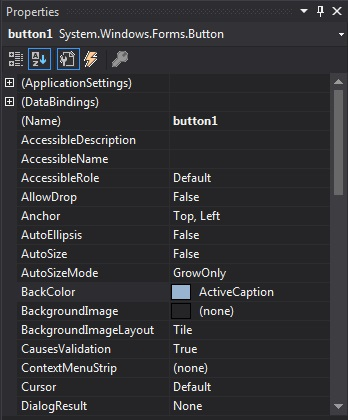 Properties
button1 System.Windows.Forms.Button
(ApplicationSettings)
(DataBindings)
(Name) button1
AccessibleDescription
AccessibleName
AccessibleRole Default
AllowDrop False
Anchor Top, Left
AutoEllipsis False
AutoSize False
AutoSizeMode GrowOnly
BackColor ActiveCaption
BackgroundImage (none)
BackgroundImageLayout Tile
CausesValidation True
ContextMenuStrip (none)
Cursor Default
DialogResult None